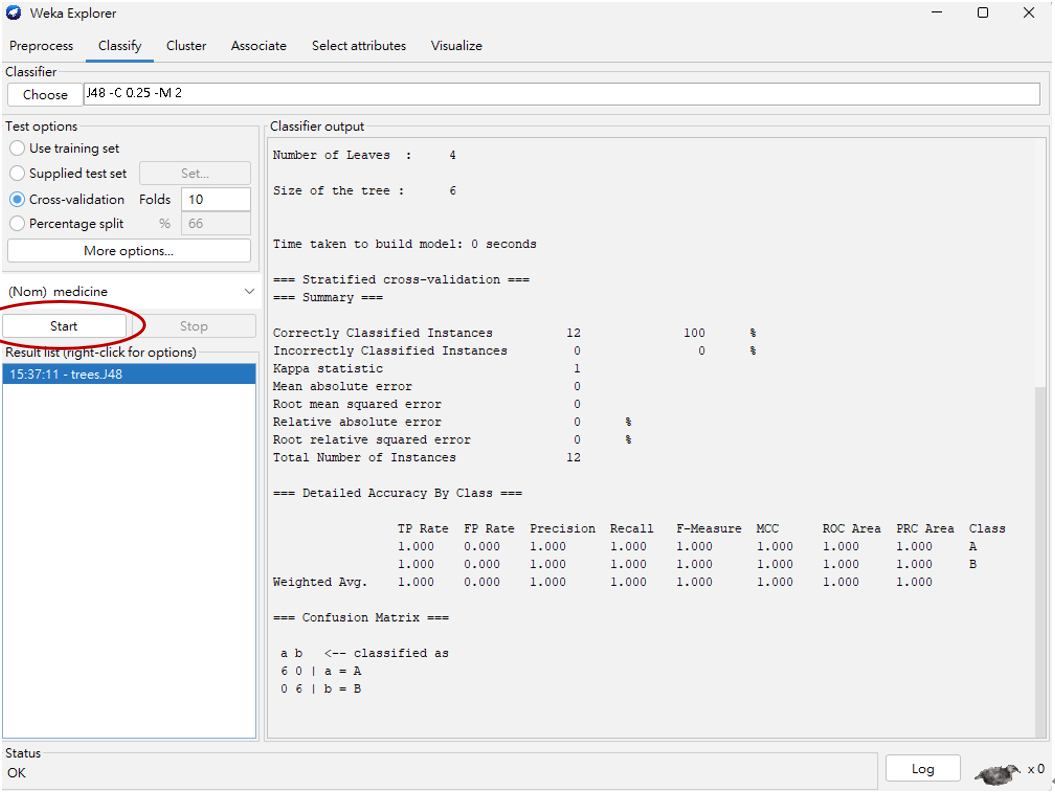 Weka Explorer
Preprocess Classify Cluster Associate Select attributes Visualize
Classifier
Choose J48 -C 0.25 -M 2
Test options
Use training set
Supplied test set Set...
Cross-validation Folds 10
Percentage split % 66
More options...
(Nom) medicine
Start Stop
Result list (right-click for options)
15:37:11 - trees.J48
Classifier output
Number of Leaves  :     4
Size of the tree :     6
Time taken to build model: 0 seconds
=== Stratified cross-validation ===
=== Summary ===
Correctly Classified Instances 12 100 %
Incorrectly Classified Instances 0 0 %
Kappa statistic 1
Mean absolute error 0
Root mean squared error 0
Relative absolute error 0 %
Root relative squared error 0 %
Total Number of Instances 12
=== Detailed Accuracy By Class ===
TP Rate FP Rate Precision Recall F-Measure MCC ROC Area PRC Area Class
1.000 0.000 1.000 1.000 1.000 1.000 1.000 1.000 A
1.000 0.000 1.000 1.000 1.000 1.000 1.000 1.000 B
Weighted Avg. 1.000 0.000 1.000 1.000 1.000 1.000 1.000 1.000
=== Confusion Matrix ===
a b <-- classified as
6 0 | a = A
0 6 | b = B
Status
OK
Log
x 0